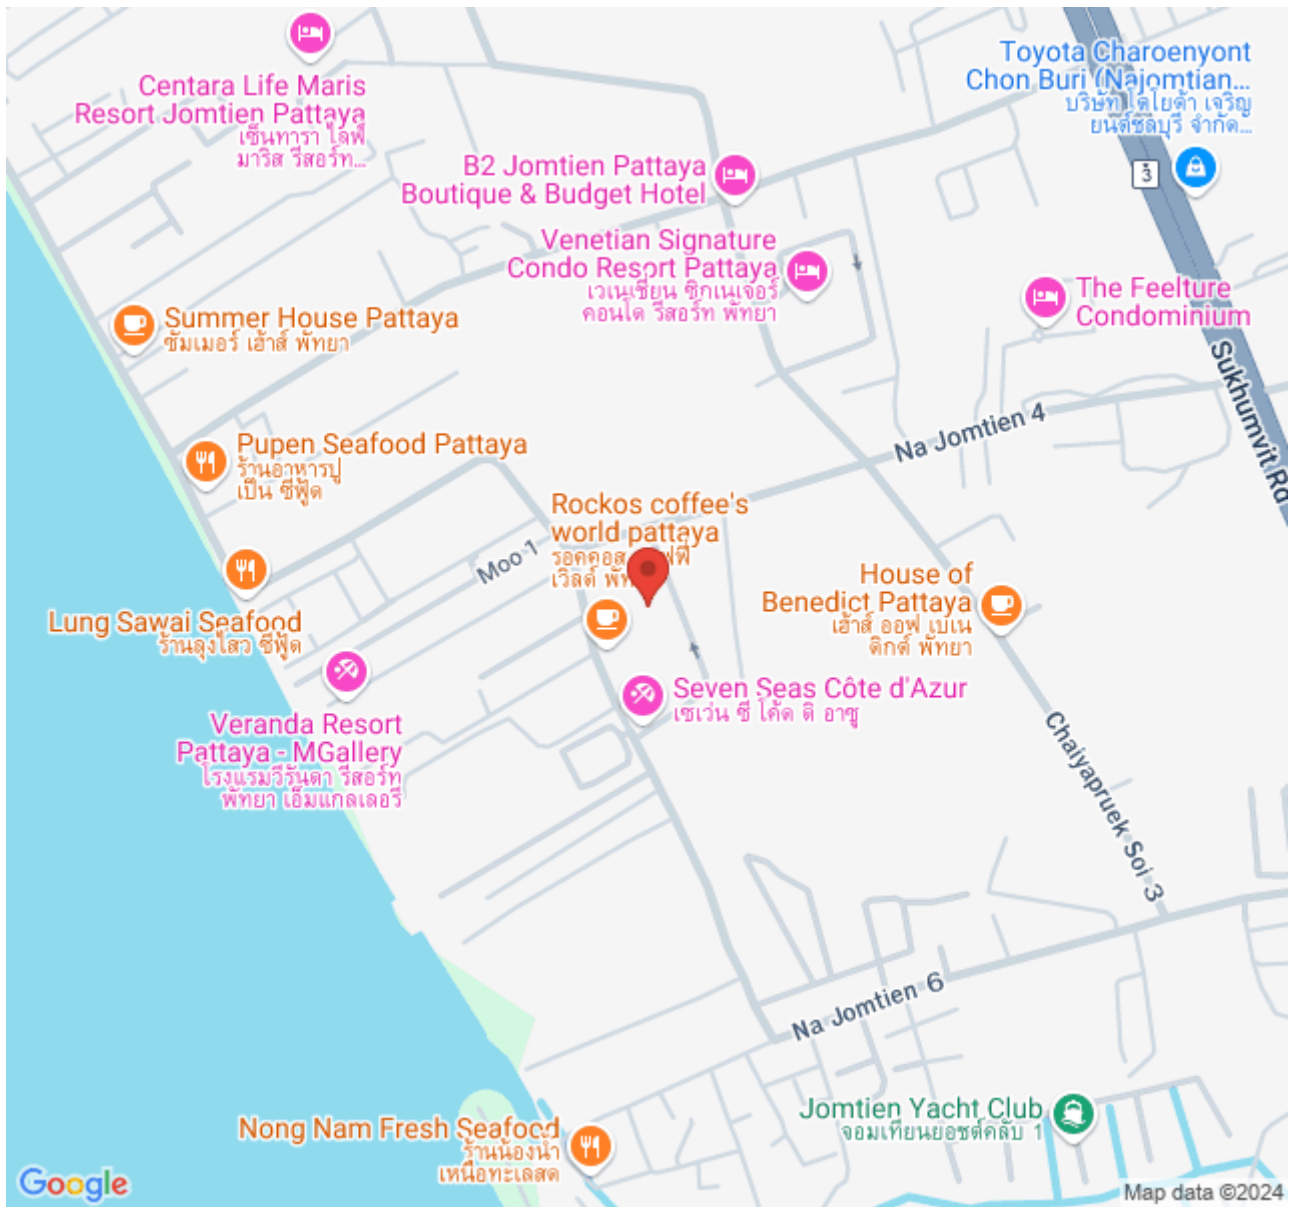 Centara Life Maris
Resort Jomtien Pattaya
เซ็นทารา ไลฟ์
มาริส รีสอร์ท...
Toyota Charoenyont
Chon Buri (Najomtian...
บริษัท โตโยต้า เจริญ
ยนต์ชลบุรี จำกัด...
3
B2 Jomtien Pattaya
Boutique & Budget Hotel
Venetian Signature
Condo Resort Pattaya
เวเนเชี่ยน ซิกเนเจอร์
คอนโด รีสอร์ท พัทยา
The Feelture
Condominium
Summer House Pattaya
ซัมเมอร์ เฮ้าส์ พัทยา
Sukhumvit Rd
Na Jomtien 4
Pupen Seafood Pattaya
ร้านอาหารปู
เป็น ซีฟู้ด
Rockos coffee's
world pattaya
รอคคอส
เวิลด์
Moo 1
House of
Benedict Pattaya
เฮ้าส์ ออฟ เบเน
ดิกต์ พัทยา
Lung Sawai Seafood
ร้านลุงไสว ซีฟู้ด
Seven Seas Côte d'Azur
เซเว่น ซี โค้ด ดิ อาซู
Veranda Resort
Pattaya - MGallery
โรงแรมวีรันดา รีสอร์ท
พัทยา เอ็มแกลเลอรี
Chaiyapruek Soi 3
Na Jomtien 6
Jomtien Yacht Club
จอมเทียนยอชต์คลับ 1
Nong Nam Fresh Seafood
ร้านน้องน้ำ
เหนือทะเลสด
Google
Map data ©2024